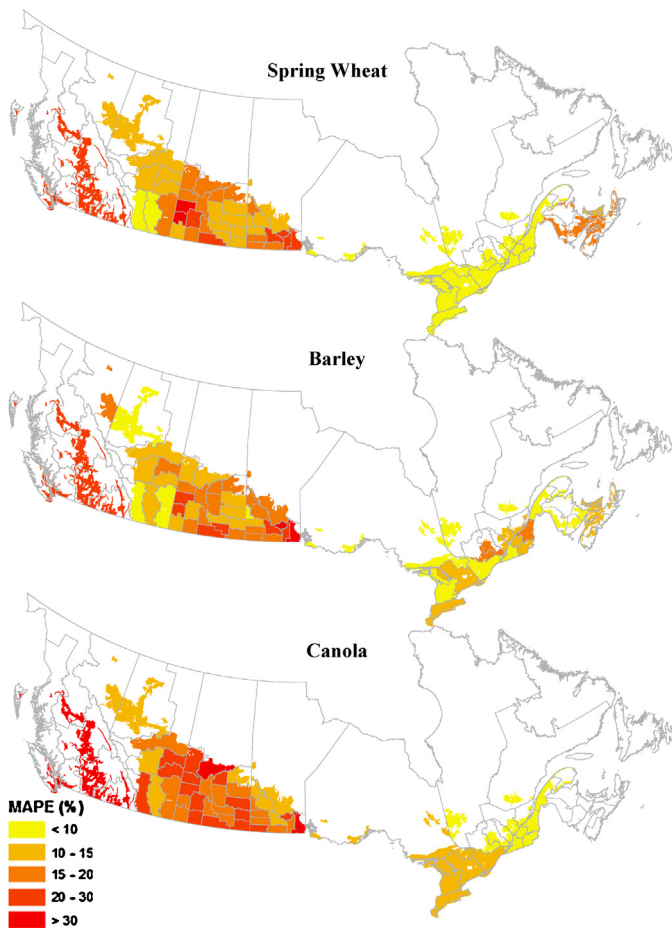 Spring Wheat
Barley
Canola
MAPE (%)
< 10
10 - 15
15 - 20
20 - 30
> 30